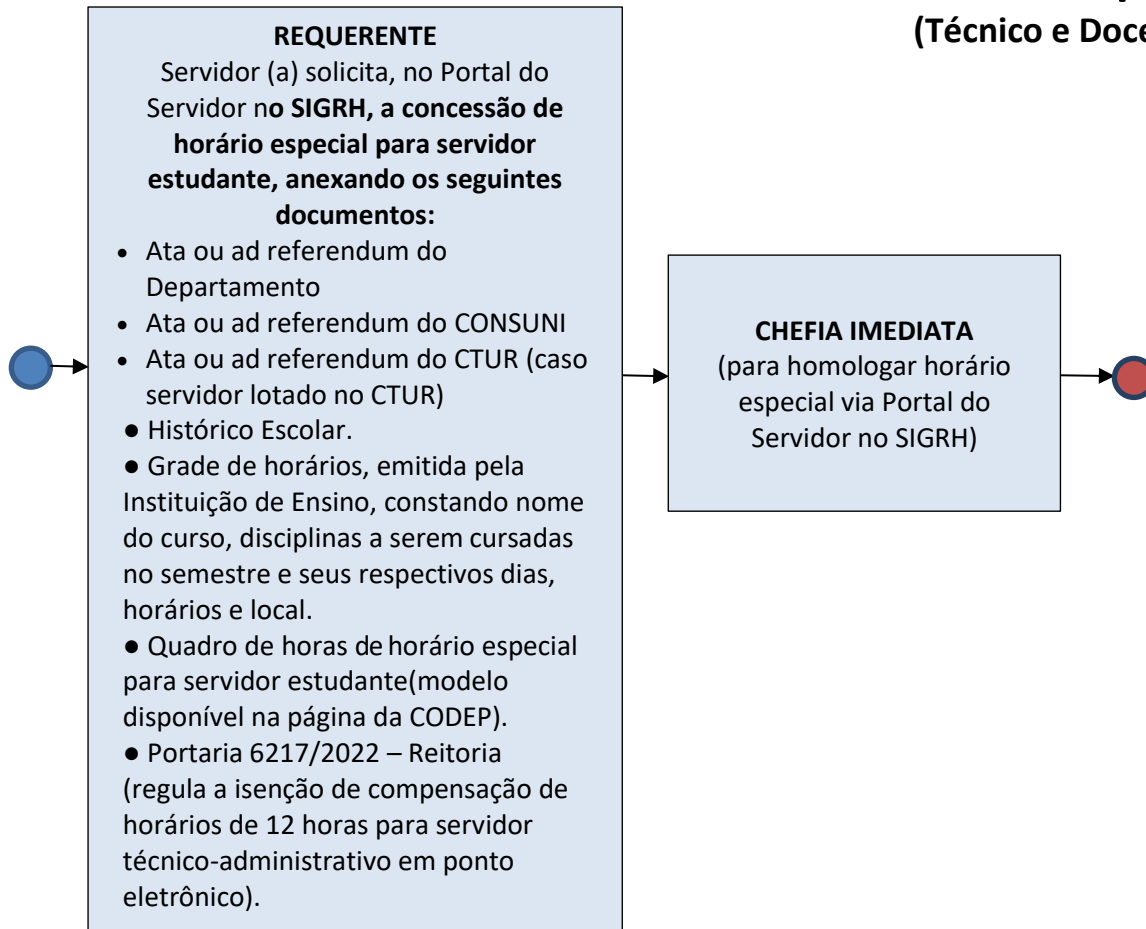 (Técnico e Doce
REQUERENTE
Servidor (a) solicita, no Portal do
Servidor no SIGRH, a concessão de
horário especial para servidor
estudante, anexando os seguintes
documentos:
• Ata ou ad referendum do
Departamento
• Ata ou ad referendum do CONSUNI
• Ata ou ad referendum do CTUR (caso
servidor lotado no CTUR)
● Histórico Escolar.
● Grade de horários, emitida pela
Instituição de Ensino, constando nome
do curso, disciplinas a serem cursadas
no semestre e seus respectivos dias,
horários e local.
● Quadro de horas de horário especial
para servidor estudante(modelo
disponível na página da CODEP).
● Portaria 6217/2022 – Reitoria
(regula a isenção de compensação de
horários de 12 horas para servidor
técnico-administrativo em ponto
eletrônico).
CHEFIA IMEDIATA
(para homologar horário
especial via Portal do
Servidor no SIGRH)